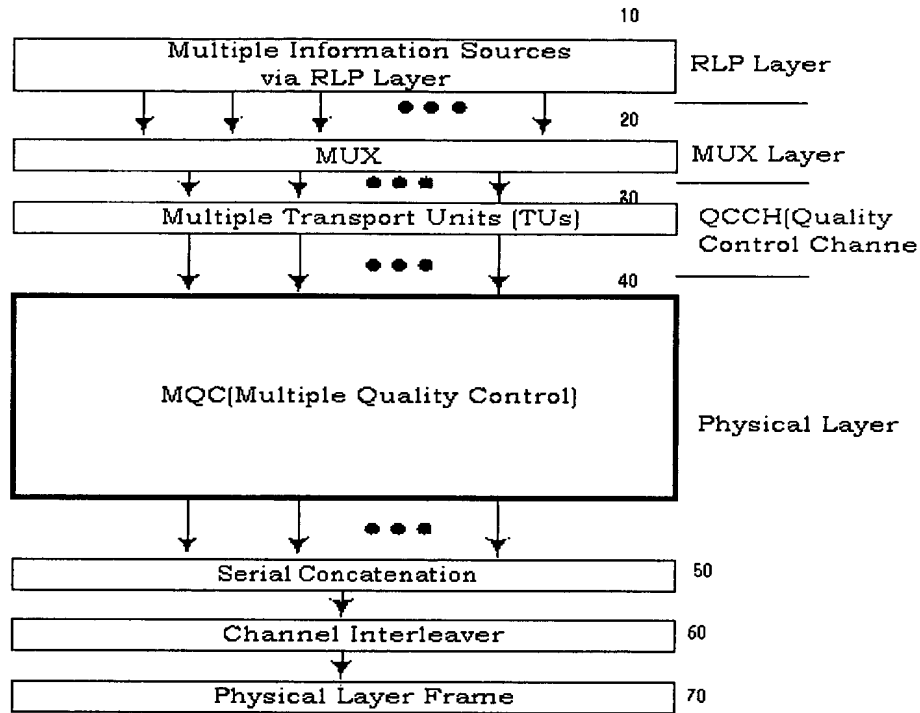 10
Multiple Information Sources
via RLP Layer
RLP Layer
20
MUX
MUX Layer
30
Multiple Transport Units (TUs)
QCCH(Quality
Control Channe
40
MQC(Multiple Quality Control)
Physical Layer
Serial Concatenation
50
Channel Interleaver
60
Physical Layer Frame
70